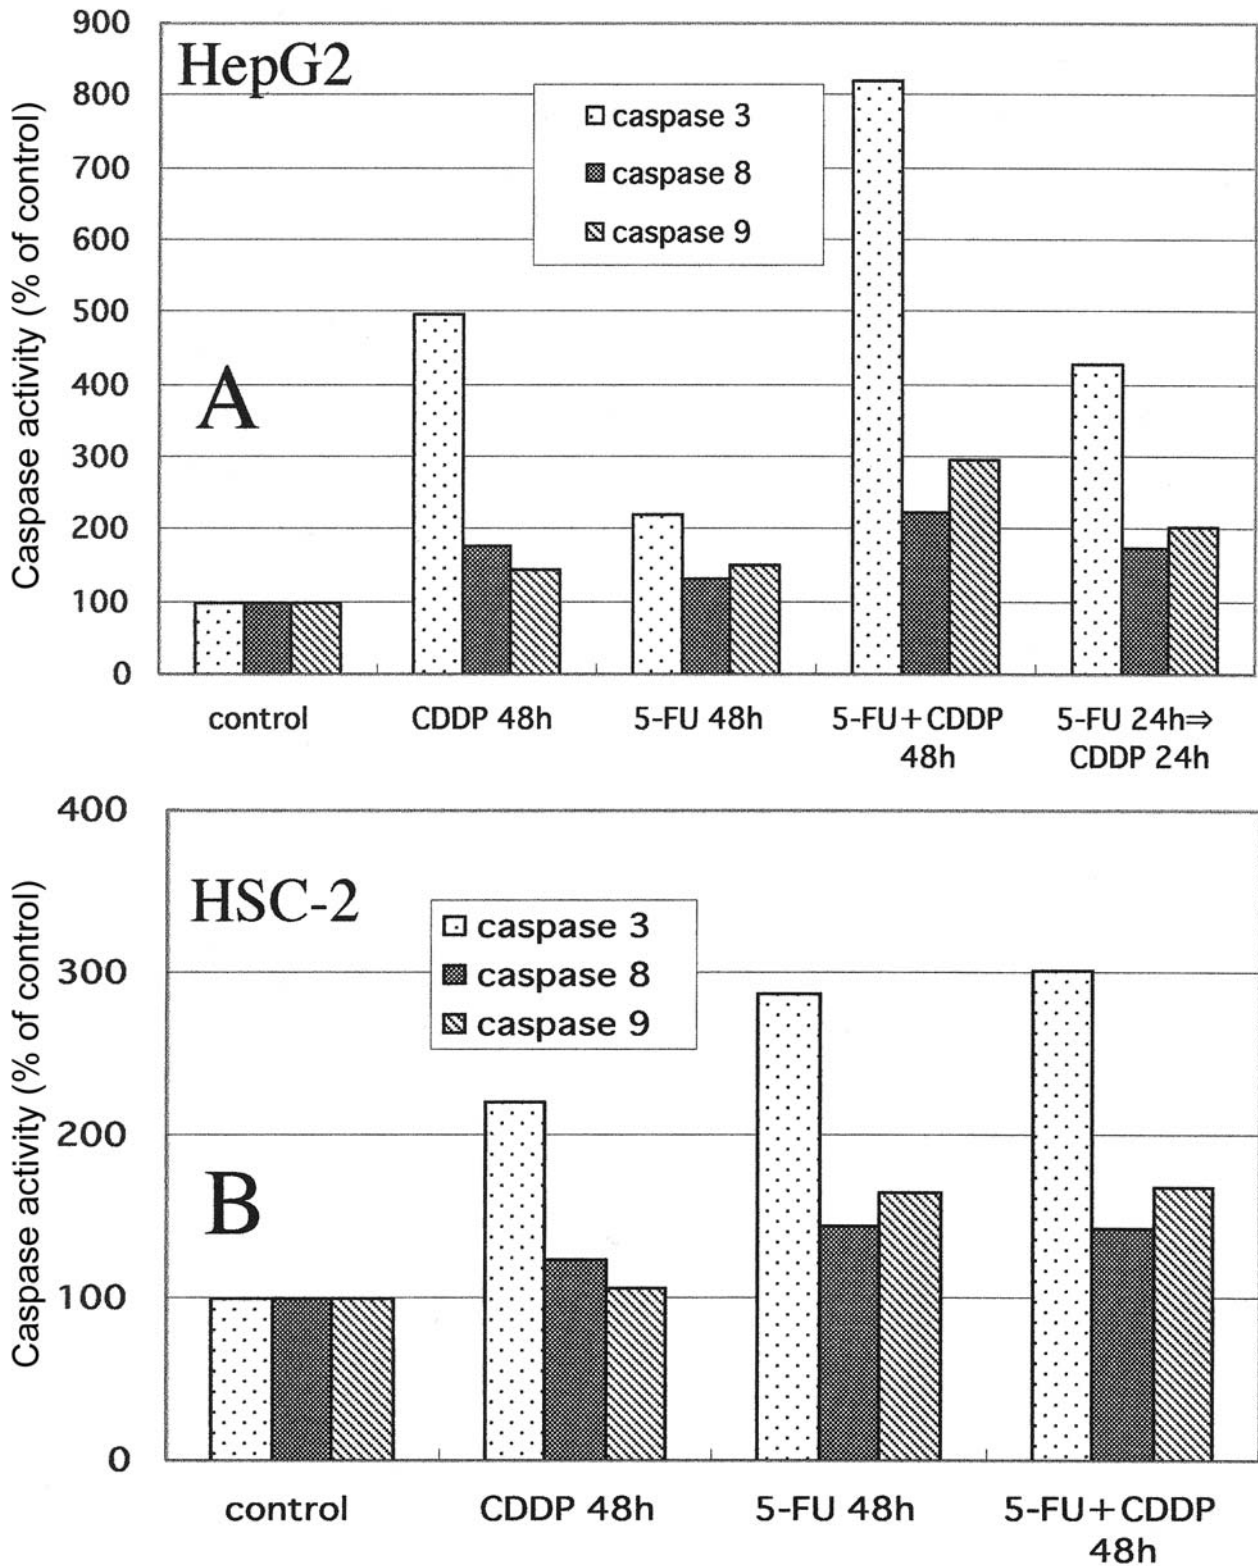 900
HepG2
800
700
600
500
400
300
200
100
0
Caspase activity (% of control)
caspase 3
caspase 8
caspase 9
A
control
CDDP 48h
5-FU 48h
5-FU+CDDP
48h
5-FU 24h⇒
CDDP 24h
400
300
200
100
0
Caspase activity (% of control)
HSC-2
caspase 3
caspase 8
caspase 9
B
control
CDDP 48h
5-FU 48h
5-FU+CDDP
48h